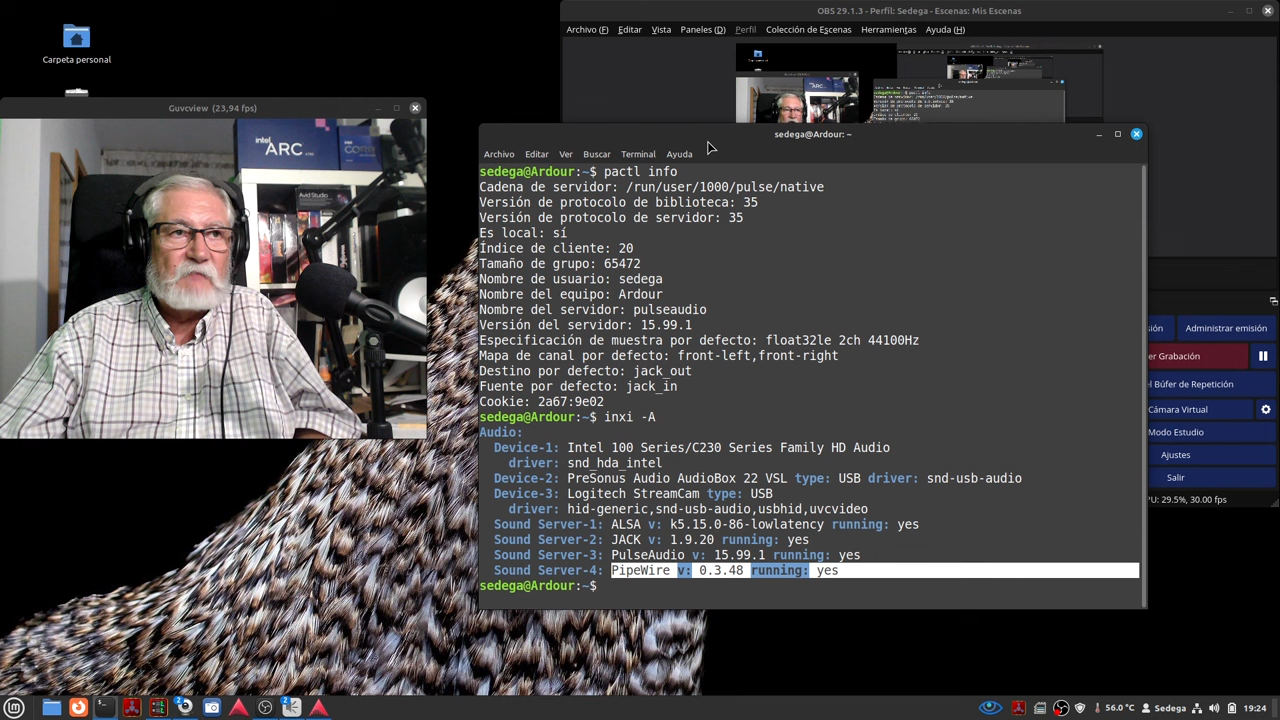 OBS 29.1.3 - Perfil: Sedega - Escenas: Mis Escenas
Archivo (F) Editar Vista Paneles (D) Perfil Colección de Escenas Herramientas Ayuda (H)
Carpeta personal
Guvcview (23,94 fps)
intel
ARC
Avid Studio
sedega@Ardour: ~
Archivo Editar Ver Buscar Terminal Ayuda
sedega@Ardour:~$ pactl info
Cadena de servidor: /run/user/1000/pulse/native
Versión de protocolo de biblioteca: 35
Versión de protocolo de servidor: 35
Es local: sí
Índice de cliente: 20
Tamaño de grupo: 65472
Nombre de usuario: sedega
Nombre del equipo: Ardour
Nombre del servidor: pulseaudio
Versión del servidor: 15.99.1
Especificación de muestra por defecto: float32le 2ch 44100Hz
Mapa de canal por defecto: front-left,front-right
Destino por defecto: jack_out
Fuente por defecto: jack_in
Cookie: 2a67:9e02
sedega@Ardour:~$ inxi -A
Audio:
Device-1: Intel 100 Series/C230 Series Family HD Audio
driver: snd_hda_intel
Device-2: PreSonus Audio AudioBox 22 VSL type: USB driver: snd-usb-audio
Device-3: Logitech StreamCam type: USB
driver: hid-generic,snd-usb-audio,usbhid,uvcvideo
Sound Server-1: ALSA v: k5.15.0-86-lowlatency running: yes
Sound Server-2: JACK v: 1.9.20 running: yes
Sound Server-3: PulseAudio v: 15.99.1 running: yes
Sound Server-4: PipeWire v: 0.3.48 running: yes
sedega@Ardour:~$
sión Administrar emisión
er Grabación
el Búfer de Repetición
Cámara Virtual
Modo Estudio
Ajustes
Salir
PU: 29.5%, 30.00 fps
2 2 56.0 °C Sedega 19:24